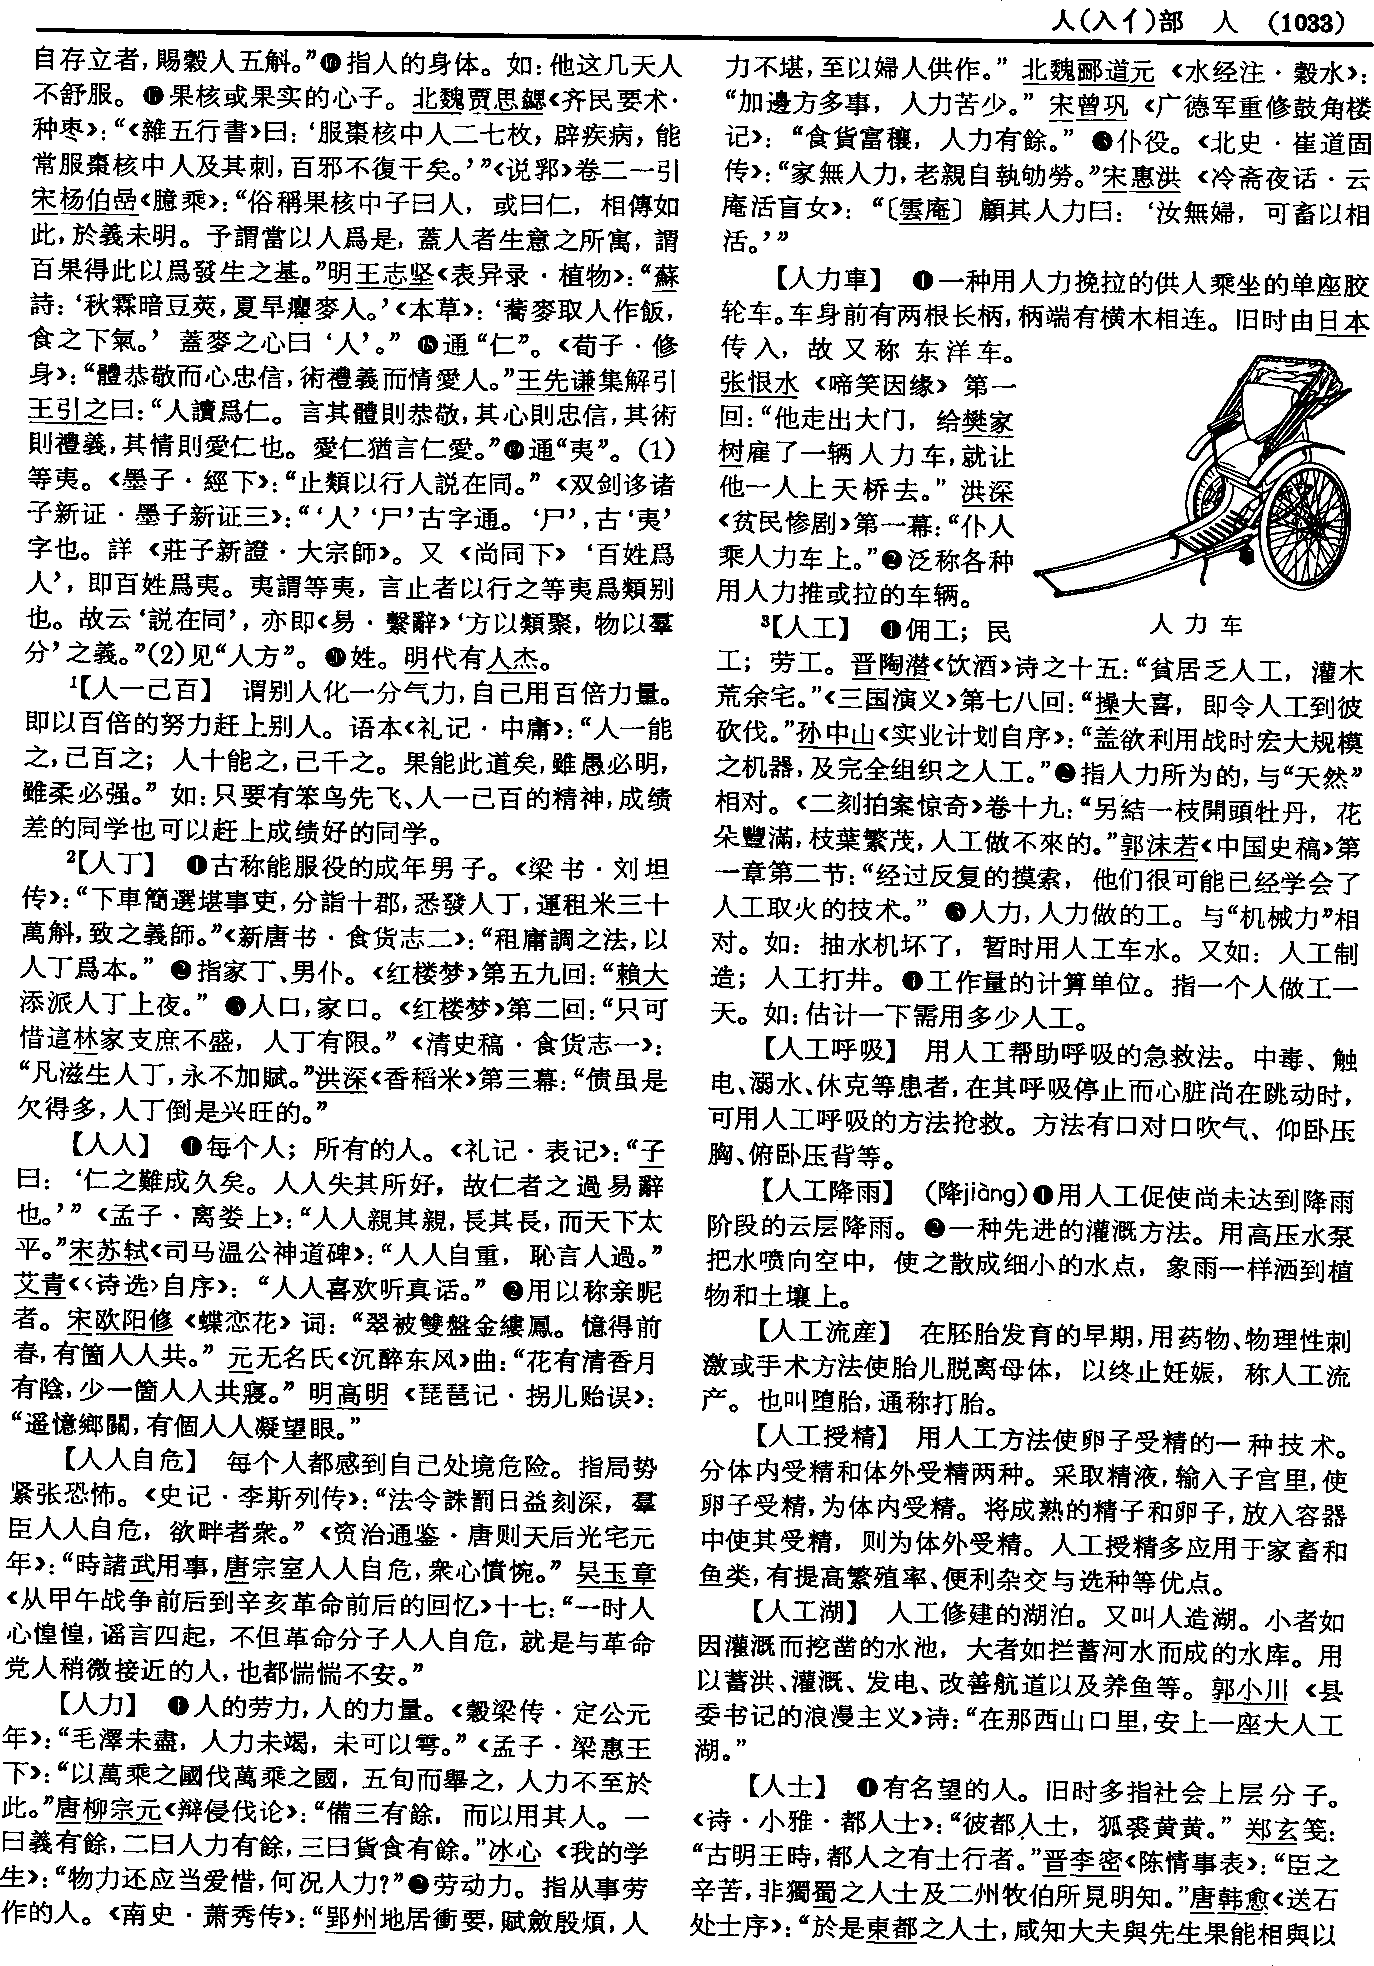 人(入亻)部　人　(1033)
自存立者，賜穀人五斛。”⓰指人的身体。如：他这几天人
不舒服。⓱果核或果实的心子。北魏贾思勰《齐民要术·
种枣》：“《雜五行書》曰：‘服棗核中人二七枚，辟疾病，能
常服棗核中人及其刺，百邪不復干矣。’”《说郛》卷二一引
宋杨伯嵒《臆乘》：“俗稱果核中子曰人，或曰仁，相傳如
此，於義未明。予謂當以人爲是，蓋人者生意之所寓，謂
百果得此以爲發生之基。”明王志坚《表异录·植物》：“蘇
詩：‘秋霖暗豆莢，夏旱臞麥人。’《本草》：‘蕎麥取人作飯，
食之下氣。’蓋麥之心曰‘人’。”⓲通“仁”。《荀子·修
身》：“體恭敬而心忠信，術禮義而情愛人。”王先谦集解引
王引之曰：“人讀爲仁。言其體則恭敬，其心則忠信，其術
則禮義，其情則愛仁也。愛仁猶言仁愛。”⓳通“夷”。(1)
等夷。《墨子·經下》：“止類以行人説在同。”《双剑誃诸
子新证·墨子新证三》：“‘人’‘尸’古字通。‘尸’，古‘夷’
字也。詳《莊子新證·大宗師》。又《尚同下》‘百姓爲
人’，即百姓爲夷。夷謂等夷，言止者以行之等夷爲類别
也。故云‘説在同’，亦即《易·繫辭》‘方以類聚，物以羣
分’之義。”(2)见“人方”。⓴姓。明代有人杰。
¹【人一己百】　谓别人化一分气力，自己用百倍力量。
即以百倍的努力赶上别人。语本《礼记·中庸》：“人一能
之，己百之；人十能之，己千之。果能此道矣，雖愚必明，
雖柔必强。”如：只要有笨鸟先飞、人一己百的精神，成绩
差的同学也可以赶上成绩好的同学。
²【人丁】　❶古称能服役的成年男子。《梁书·刘坦
传》：“下車簡選堪事吏，分詣十郡，悉發人丁，運租米三十
萬斛，致之義師。”《新唐书·食货志二》：“租庸調之法，以
人丁爲本。”❷指家丁、男仆。《红楼梦》第五九回：“賴大
添派人丁上夜。”❸人口，家口。《红楼梦》第二回：“只可
惜這林家支庶不盛，人丁有限。”《清史稿·食货志一》：
“凡滋生人丁，永不加賦。”洪深《香稻米》第三幕：“债虽是
欠得多，人丁倒是兴旺的。”
【人人】　❶每个人；所有的人。《礼记·表记》：“子
曰：‘仁之難成久矣。人人失其所好，故仁者之過易辭
也。’”《孟子·离娄上》：“人人親其親，長其長，而天下太
平。”宋苏轼《司马温公神道碑》：“人人自重，恥言人過。”
艾青《〈诗选〉自序》：“人人喜欢听真话。”❷用以称亲昵
者。宋欧阳修《蝶恋花》词：“翠被雙盤金縷鳳。憶得前
春，有箇人人共。”元无名氏《沉醉东风》曲：“花有清香月
有陰，少一箇人人共寢。”明高明《琵琶记·拐儿贻误》：
“遥憶鄉關，有個人人凝望眼。”
【人人自危】　每个人都感到自己处境危险。指局势
紧张恐怖。《史记·李斯列传》：“法令誅罰日益刻深，羣
臣人人自危，欲畔者衆。”《资治通鉴·唐则天后光宅元
年》：“時諸武用事，唐宗室人人自危，衆心憤惋。”吴玉章
《从甲午战争前后到辛亥革命前后的回忆》十七：“一时人
心惶惶，谣言四起，不但革命分子人人自危，就是与革命
党人稍微接近的人，也都惴惴不安。”
【人力】　❶人的劳力，人的力量。《穀梁传·定公元
年》：“毛澤未盡，人力未竭，未可以雩。”《孟子·梁惠王
下》：“以萬乘之國伐萬乘之國，五旬而舉之，人力不至於
此。”唐柳宗元《辩侵伐论》：“備三有餘，而以用其人。一
曰義有餘，二曰人力有餘，三曰貨食有餘。”冰心《我的学
生》：“物力还应当爱惜，何况人力？”❷劳动力。指从事劳
作的人。《南史·萧秀传》：“郢州地居衝要，賦斂殷煩，人
力不堪，至以婦人供作。”北魏郦道元《水经注·穀水》：
“加邊方多事，人力苦少。”宋曾巩《广德军重修鼓角楼
记》：“食貨富穰，人力有餘。”❸仆役。《北史·崔道固
传》：“家無人力，老親自執劬勞。”宋惠洪《冷斋夜话·云
庵活盲女》：“〔雲庵〕顧其人力曰：‘汝無婦，可畜以相
活。’”
【人力車】　❶一种用人力挽拉的供人乘坐的单座胶
轮车。车身前有两根长柄，柄端有横木相连。旧时由日本
传入，故又称东洋车。
张恨水《啼笑因缘》第一
回：“他走出大门，给樊家
树雇了一辆人力车，就让
他一人上天桥去。”洪深
《贫民惨剧》第一幕：“仆人
乘人力车上。”❷泛称各种
用人力推或拉的车辆。
人力车
³【人工】　❶佣工；民
工；劳工。晋陶潜《饮酒》诗之十五：“貧居乏人工，灌木
荒余宅。”《三国演义》第七八回：“操大喜，即令人工到彼
砍伐。”孙中山《实业计划自序》：“盖欲利用战时宏大规模
之机器，及完全组织之人工。”❷指人力所为的，与“天然”
相对。《二刻拍案惊奇》卷十九：“另結一枝開頭牡丹，花
朵豐滿，枝葉繁茂，人工做不來的。”郭沫若《中国史稿》第
一章第二节：“经过反复的摸索，他们很可能已经学会了
人工取火的技术。”❸人力，人力做的工。与“机械力”相
对。如：抽水机坏了，暂时用人工车水。又如：人工制
造；人工打井。❹工作量的计算单位。指一个人做工一
天。如：估计一下需用多少人工。
【人工呼吸】　用人工帮助呼吸的急救法。中毒、触
电、溺水、休克等患者，在其呼吸停止而心脏尚在跳动时，
可用人工呼吸的方法抢救。方法有口对口吹气、仰卧压
胸、俯卧压背等。
【人工降雨】　(降jiàng)❶用人工促使尚未达到降雨
阶段的云层降雨。❷一种先进的灌溉方法。用高压水泵
把水喷向空中，使之散成细小的水点，象雨一样洒到植
物和土壤上。
【人工流産】　在胚胎发育的早期，用药物、物理性刺
激或手术方法使胎儿脱离母体，以终止妊娠，称人工流
产。也叫堕胎，通称打胎。
【人工授精】　用人工方法使卵子受精的一种技术。
分体内受精和体外受精两种。采取精液，输入子宫里，使
卵子受精，为体内受精。将成熟的精子和卵子，放入容器
中使其受精，则为体外受精。人工授精多应用于家畜和
鱼类，有提高繁殖率、便利杂交与选种等优点。
【人工湖】　人工修建的湖泊。又叫人造湖。小者如
因灌溉而挖凿的水池，大者如拦蓄河水而成的水库。用
以蓄洪、灌溉、发电、改善航道以及养鱼等。郭小川《县
委书记的浪漫主义》诗：“在那西山口里，安上一座大人工
湖。”
【人士】　❶有名望的人。旧时多指社会上层分子。
《诗·小雅·都人士》：“彼都人士，狐裘黄黄。”郑玄笺：
“古明王時，都人之有士行者。”晋李密《陈情事表》：“臣之
辛苦，非獨蜀之人士及二州牧伯所見明知。”唐韩愈《送石
处士序》：“於是東都之人士，咸知大夫與先生果能相與以